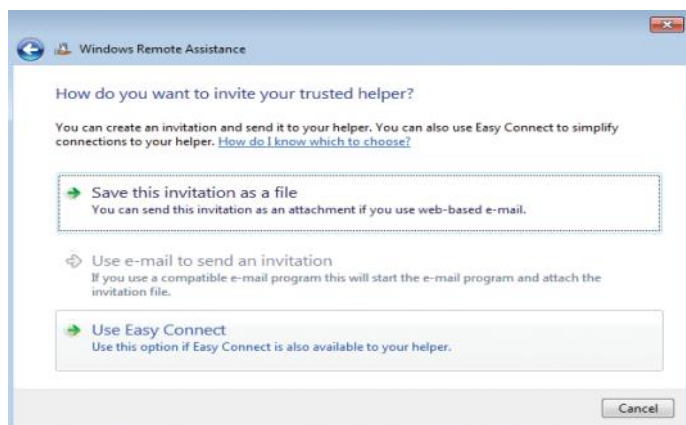 Windows Remote Assistance
How do you want to invite your trusted helper?
You can create an invitation and send it to your helper. You can also use Easy Connect to simplify
connections to your helper. How do I know which to choose?
Save this invitation as a file
You can send this invitation as an attachment if you use web-based e-mail.
Use e-mail to send an invitation
If you use a compatible e-mail program this will start the e-mail program and attach the
invitation file.
Use Easy Connect
Use this option if Easy Connect is also available to your helper.
Cancel